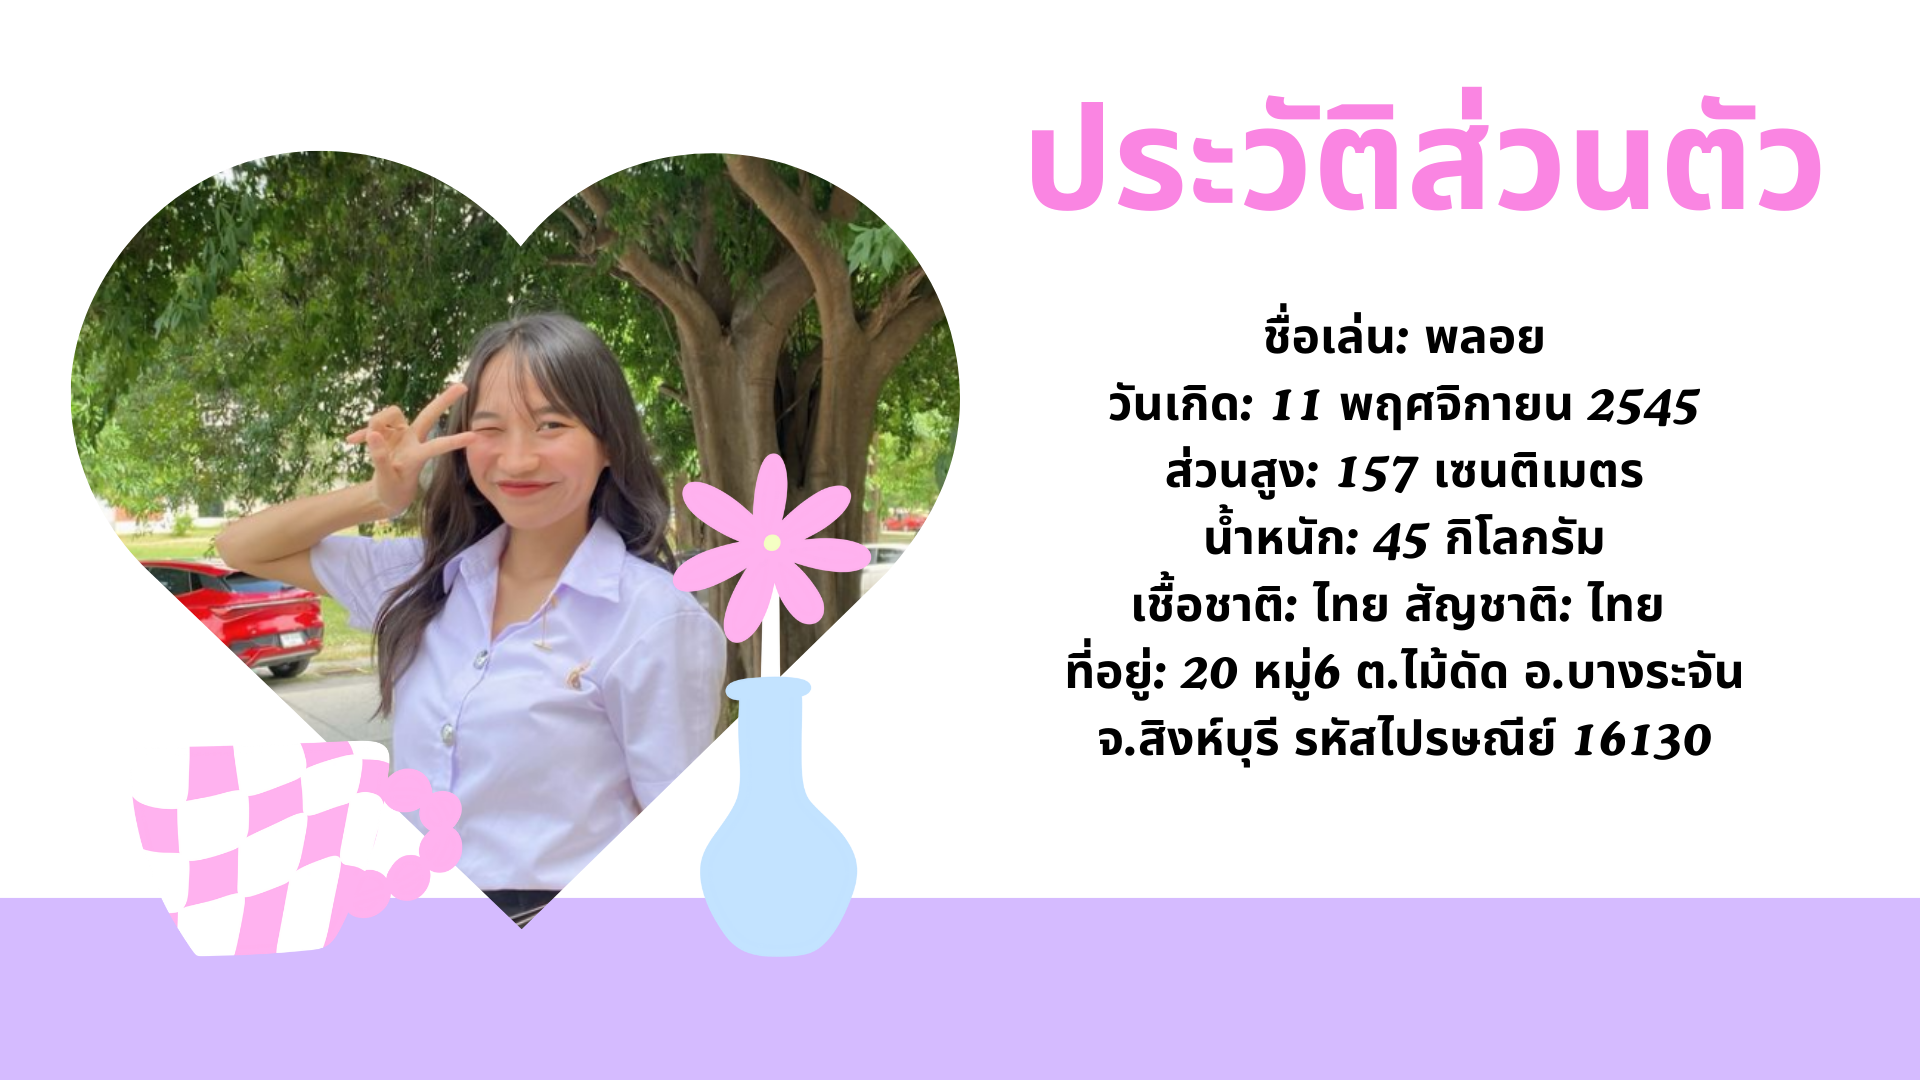 ประวัติส่วนตัว
ชื่อเล่น: พลอย
วันเกิด: 11 พฤศจิกายน 2545
ส่วนสูง: 157 เซนติเมตร
น้ำหนัก: 45 กิโลกรัม
เชื้อชาติ: ไทย สัญชาติ: ไทย
ที่อยู่: 20 หมู่6 ต.ไม้ดัด อ.บางระจัน
จ.สิงห์บุรี รหัสไปรษณีย์ 16130